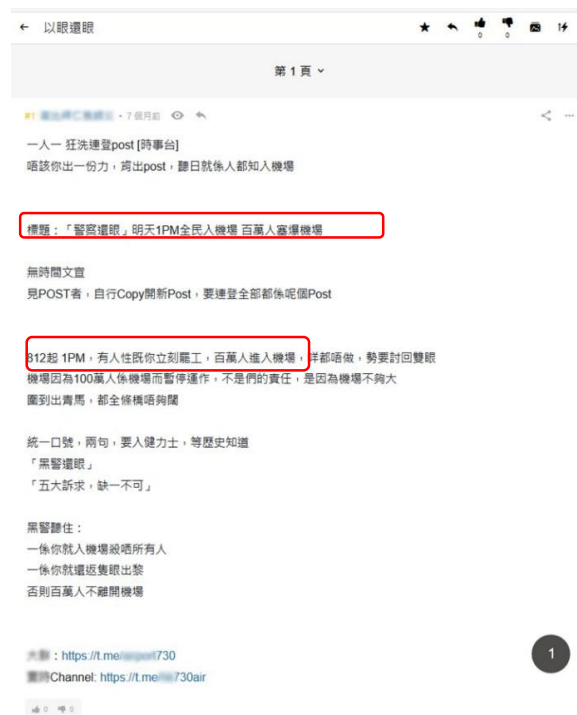 ← 以眼還眼
0 0
第 1 頁
#1 • 7 個月前
一人一 狂洗連登post [時事台]
唔該你出一份力，齊出post，聽日就係人都知入機場
標題：「警察還眼」明天1PM全民入機場 百萬人塞爆機場
無時間文宣
見POST者，自行Copy開新Post，要連登全部都係呢個Post
812起 1PM，有人性既你立刻罷工，百萬人進入機場，咩都唔做，勢要討回雙眼
機場因為100萬人係機場而暫停運作，不是們的責任，是因為機場不夠大
圍到出青馬，都全條橋唔夠闊
統一口號，兩句，要入健力士，等歷史知道
「黑警還眼」
「五大訴求，缺一不可」
黑警聽住：
一係你就入機場殺哂所有人
一係你就還返隻眼出黎
否則百萬人不離開機場
: https://t.me/ 730
Channel: https://t.me/ 730air
1
0 0